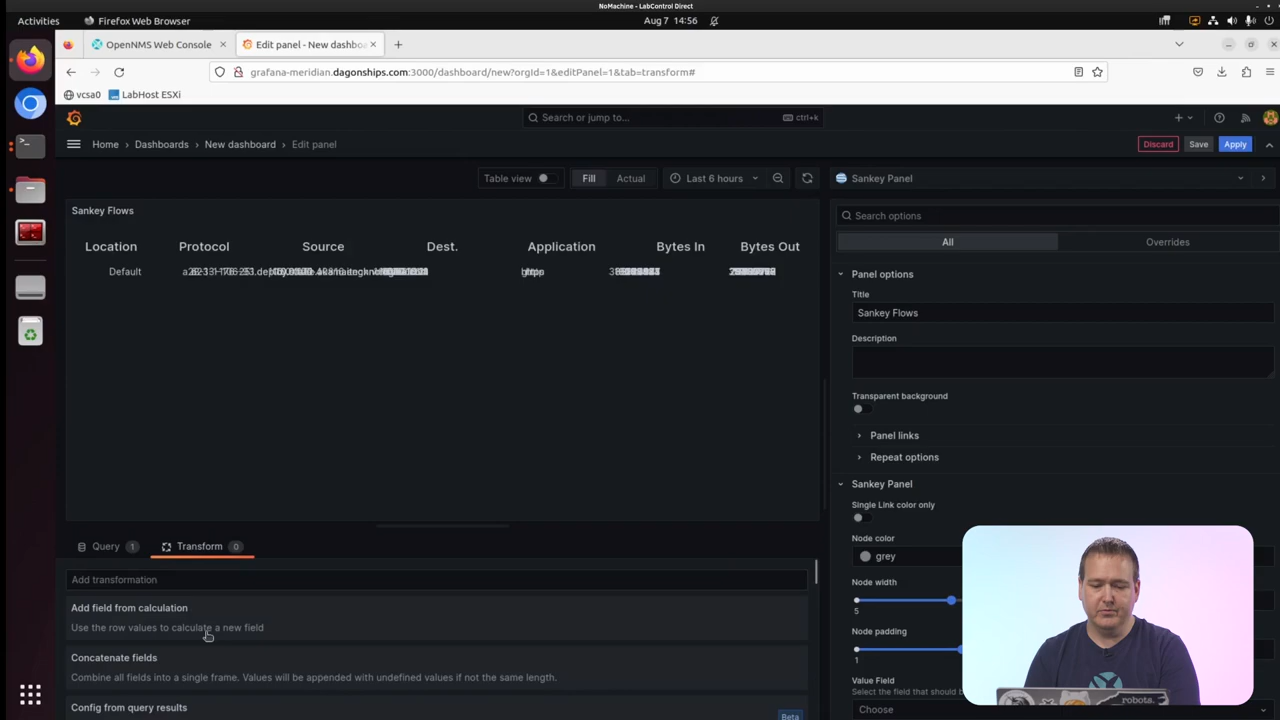 NoMachine - LabControl Direct
Activities
Firefox Web Browser
Aug 7 14:56
OpenNMS Web Console
Edit panel - New dashboa
grafana-meridian.dagonships.com:3000/dashboard/new?orgId=1&editPanel=1&tab=transform#
vcsa0
LabHost ESXi
Search or jump to...
ctrl+k
Home
Dashboards
New dashboard
Edit panel
Discard
Save
Apply
Table view
Fill
Actual
Last 6 hours
Sankey Panel
Sankey Flows
Location
Protocol
Source
Dest.
Application
Bytes In
Bytes Out
Default
Search options
All
Overrides
Panel options
Title
Sankey Flows
Description
Transparent background
Panel links
Repeat options
Sankey Panel
Single Link color only
Node color
grey
Node width
5
Node padding
1
Value Field
Select the field that should b
Choose
Query
1
Transform
0
Add transformation
Add field from calculation
Use the row values to calculate a new field
Concatenate fields
Combine all fields into a single frame. Values will be appended with undefined values if not the same length.
Config from query results
Beta
robots.